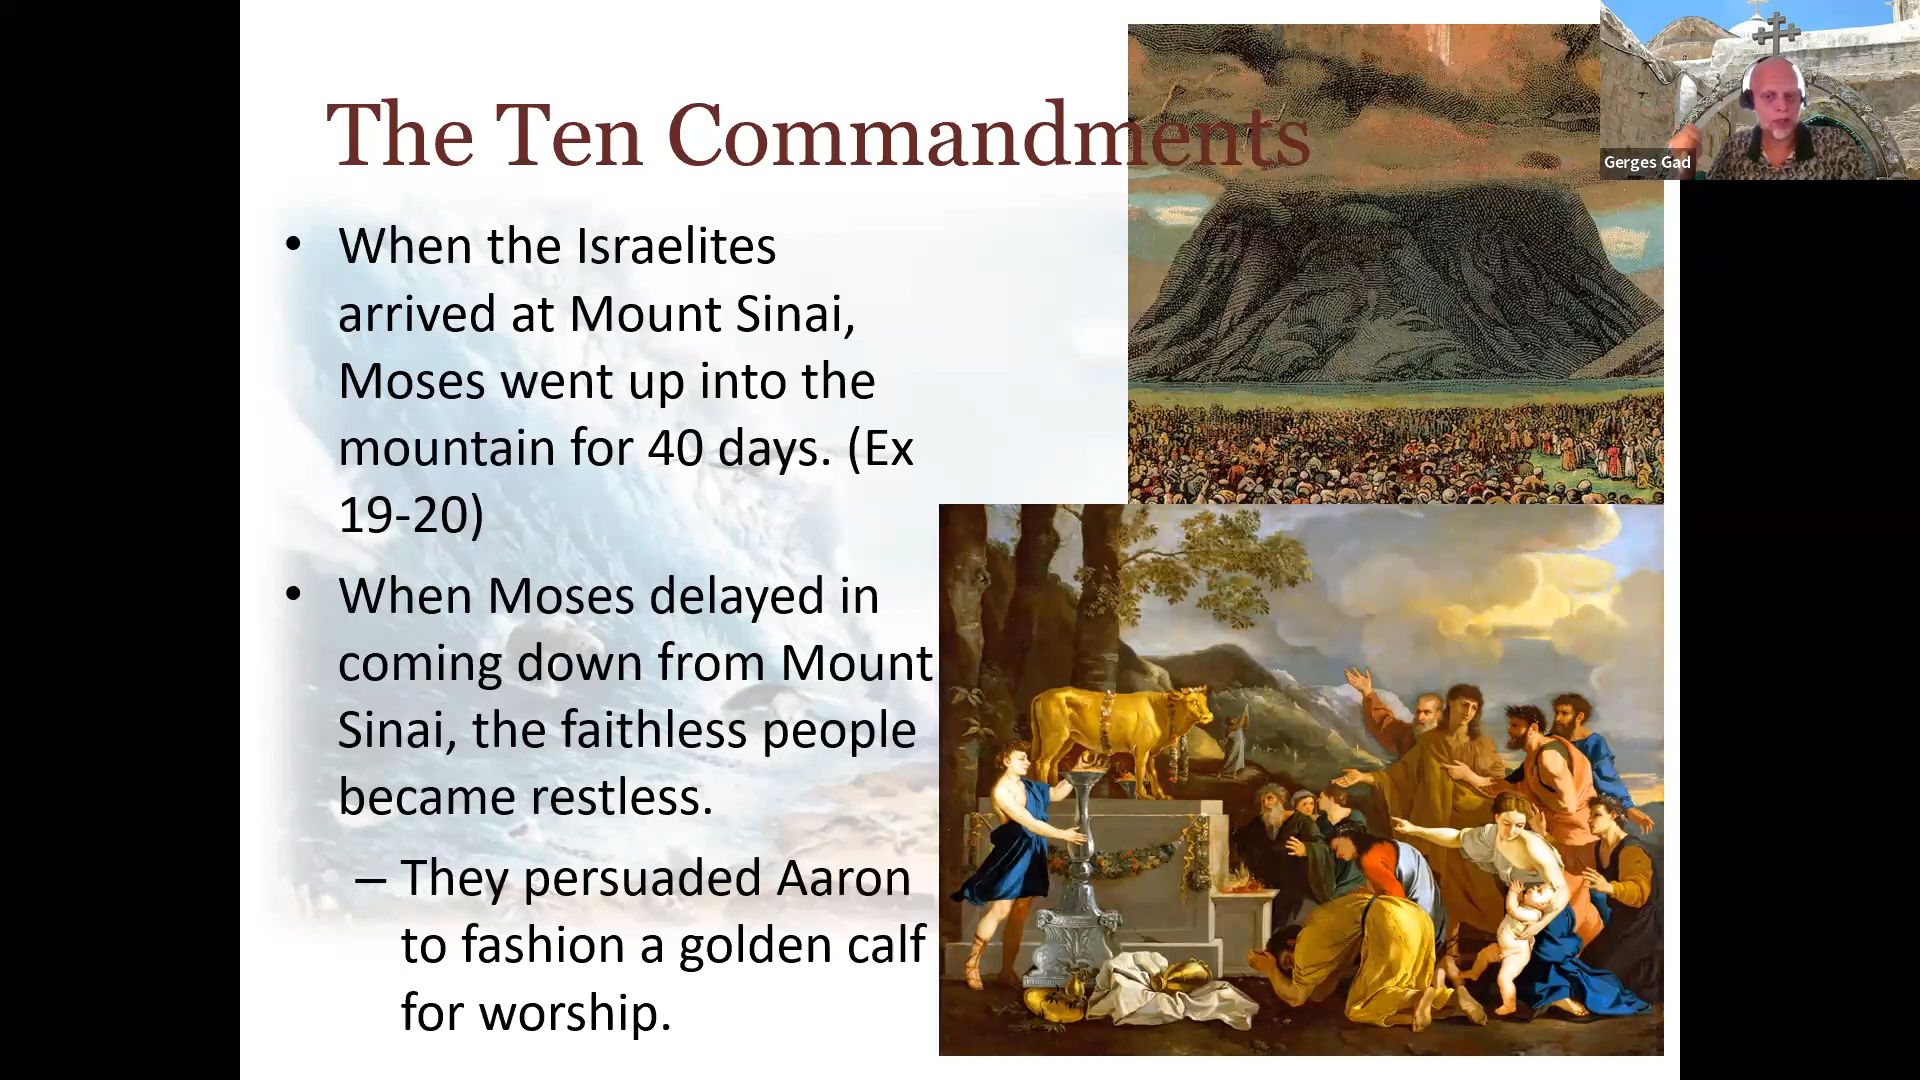 The Ten Commandments
Gerges Gad
• When the Israelites
arrived at Mount Sinai,
Moses went up into the
mountain for 40 days. (Ex
19-20)
• When Moses delayed in
coming down from Mount
Sinai, the faithless people
became restless.
– They persuaded Aaron
to fashion a golden calf
for worship.